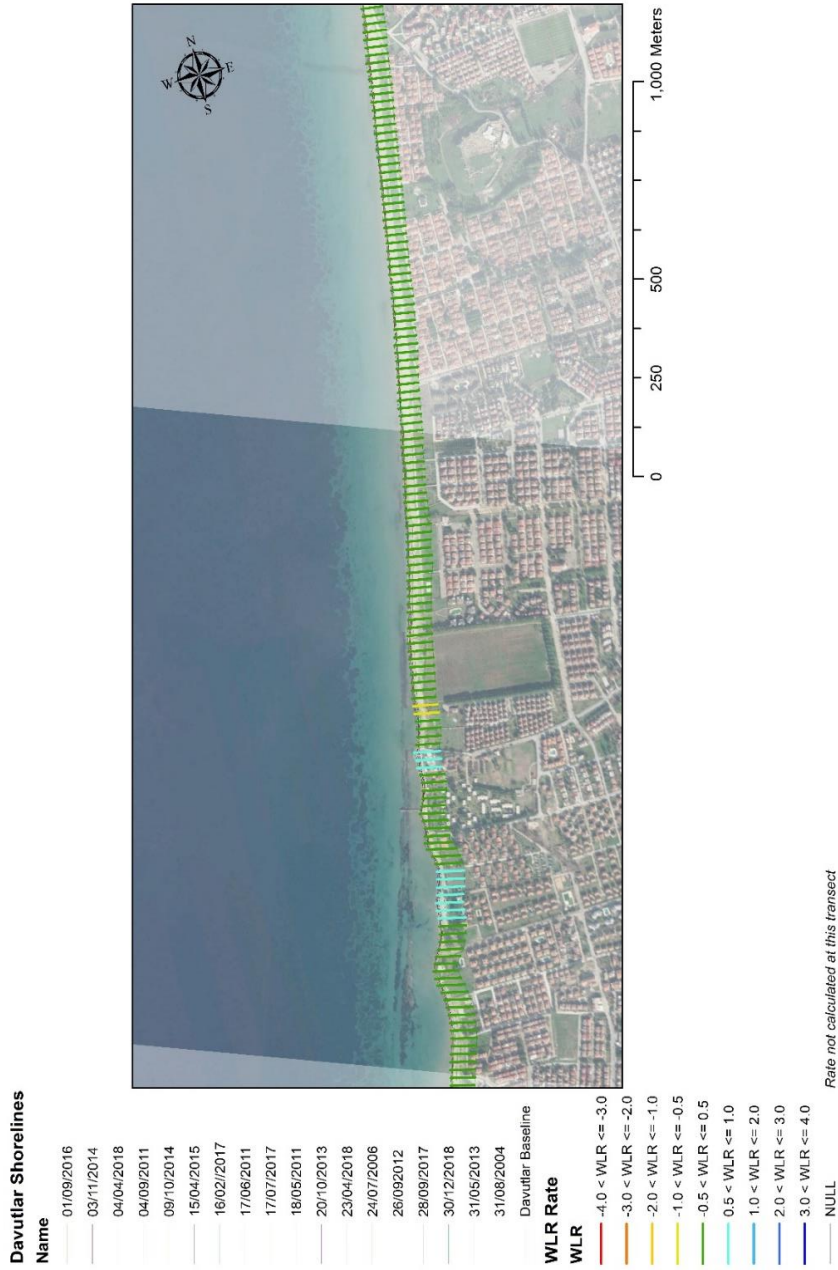 Davutlar Shorelines
Name
01/09/2016
03/11/2014
04/04/2018
04/09/2011
09/10/2014
15/04/2015
16/02//2017
17/06/2011
17/07/2017
18/05/2011
20/10/2013
23/04/2018
24/07/2006
26/092012
28/09/2017
30/12/2018
31/05/2013
31/08/2004
Davutlar Baseline
WLR Rate
WLR
-4.0 < WLR <= -3.0
-3.0 < WLR <= -2.0
-2.0 < WLR <= -1.0
-1.0 < WLR <= -0.5
-0.5 < WLR <= 0.5
0.5 < WLR <= 1.0
1.0 < WLR <= 2.0
2.0 < WLR <= 3.0
3.0 < WLR <= 4.0
NULL
Rate not calculated at this transect
W
N
S
E
0
250
500
1,000 Meters